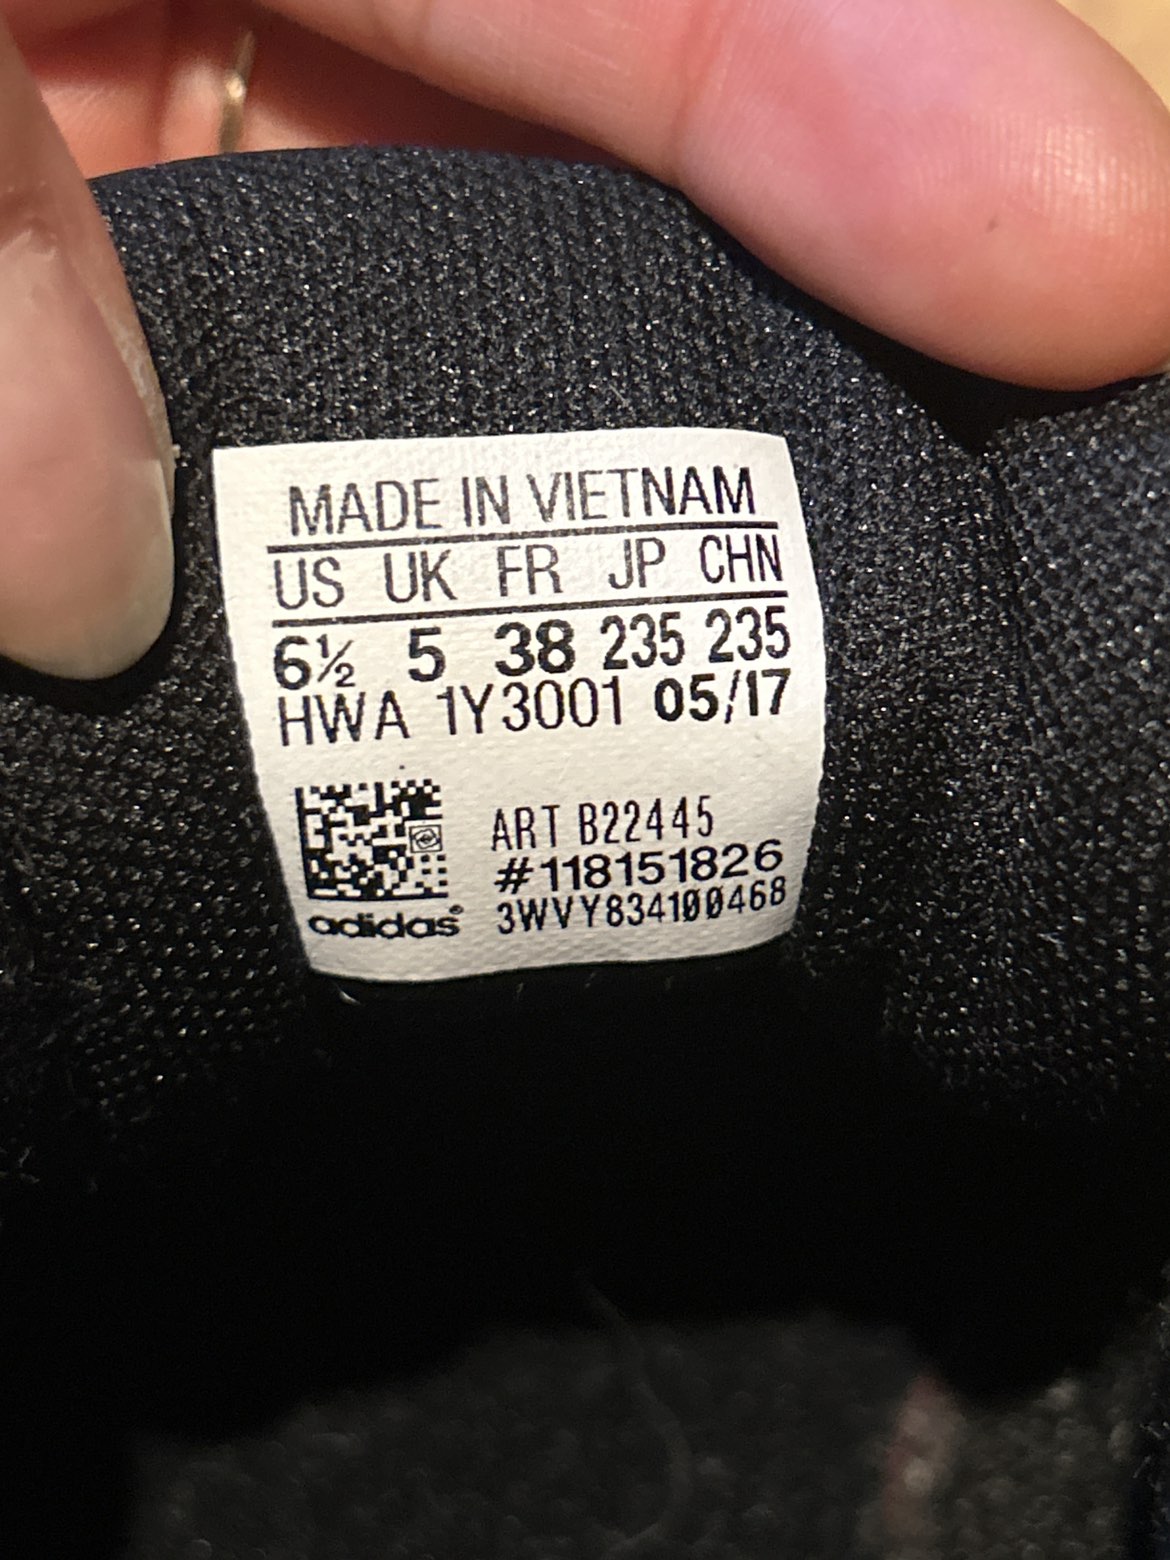 MADE IN VIETNAM
US UK FR JP CHN
6½ 5 38 235 235
HWA 1Y3001 05/17
ART B22445
#118151826
adidas® 3WVY834100468